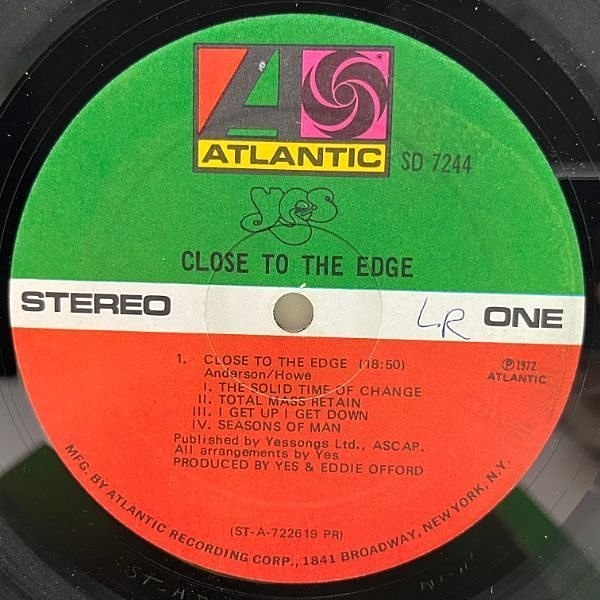 ATLANTIC
SD 7244
yes
CLOSE TO THE EDGE
STEREO
LR
ONE
1. CLOSE TO THE EDGE (18:50)
Anderson/Howe
I. THE SOLID TIME OF CHANGE
II. TOTAL MASS RETAIN
III. I GET UP I GET DOWN
IV. SEASONS OF MAN
Published by Yessongs Ltd., ASCAP.
All arrangements by Yes
PRODUCED BY YES & EDDIE OFFORD
℗ 1972
ATLANTIC
(ST-A-722619 PR)
MFG. BY ATLANTIC RECORDING CORP., 1841 BROADWAY, NEW YORK, N.Y.